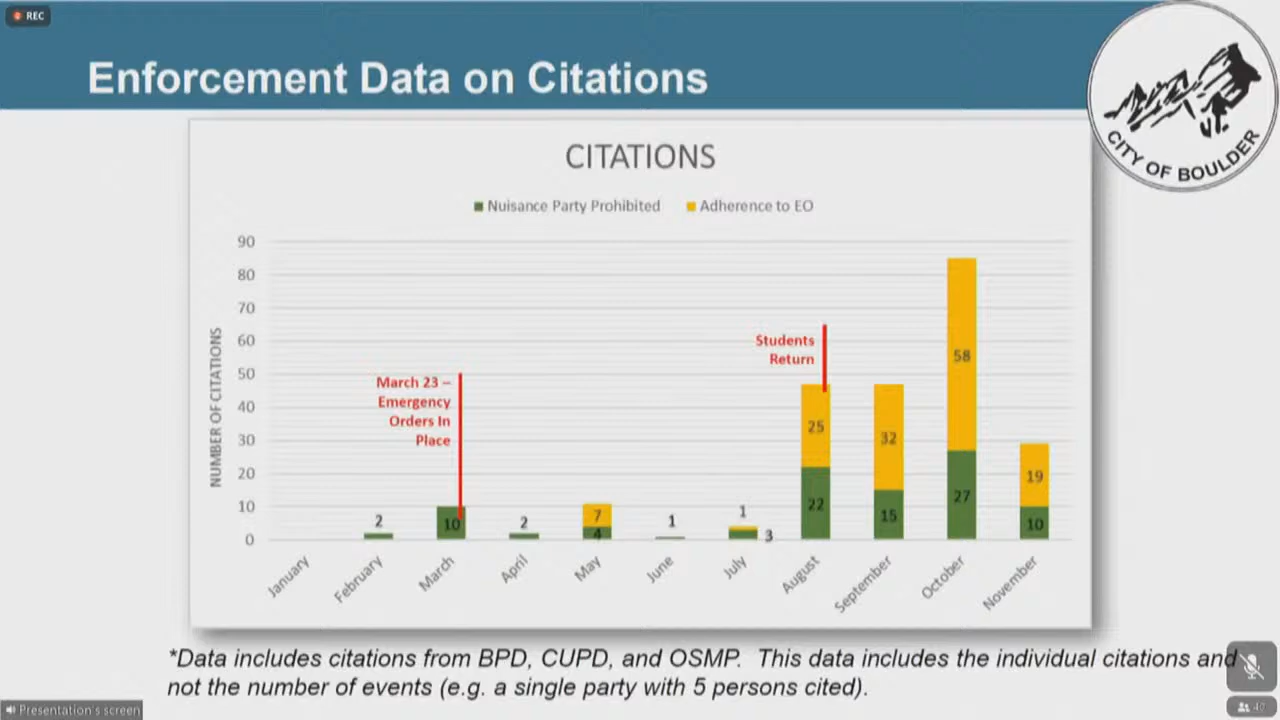 REC
Enforcement Data on Citations
CITY OF BOULDER
CITATIONS
Nuisance Party Prohibited Adherence to EO
NUMBER OF CITATIONS
90
80
70
60
50
40
30
20
10
0
March 23 –
Emergency
Orders In
Place
Students
Return
2
10
2
7
4
1
1
3
25
22
32
15
58
27
19
10
January February March April May June July August September October November
*Data includes citations from BPD, CUPD, and OSMP. This data includes the individual citations and
not the number of events (e.g. a single party with 5 persons cited).
Presentation's screen